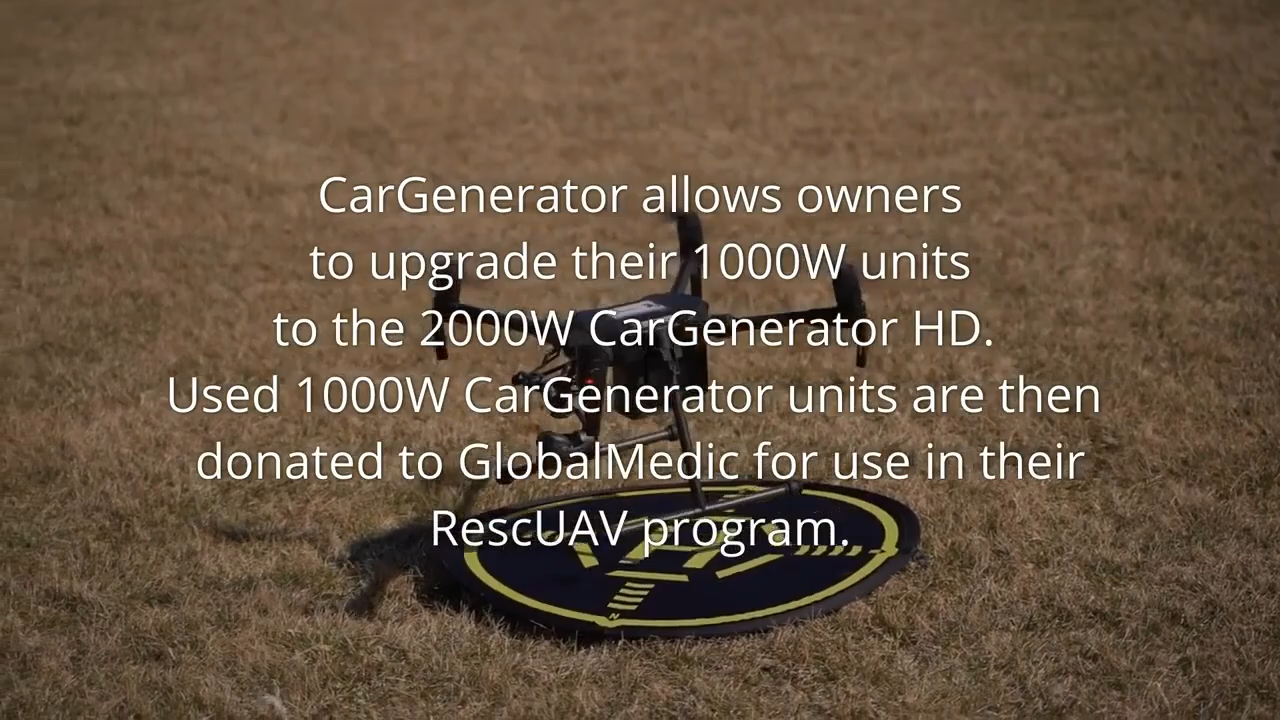 CarGenerator allows owners
to upgrade their 1000W units
to the 2000W CarGenerator HD.
Used 1000W CarGenerator units are then
donated to GlobalMedic for use in their
RescUAV program.